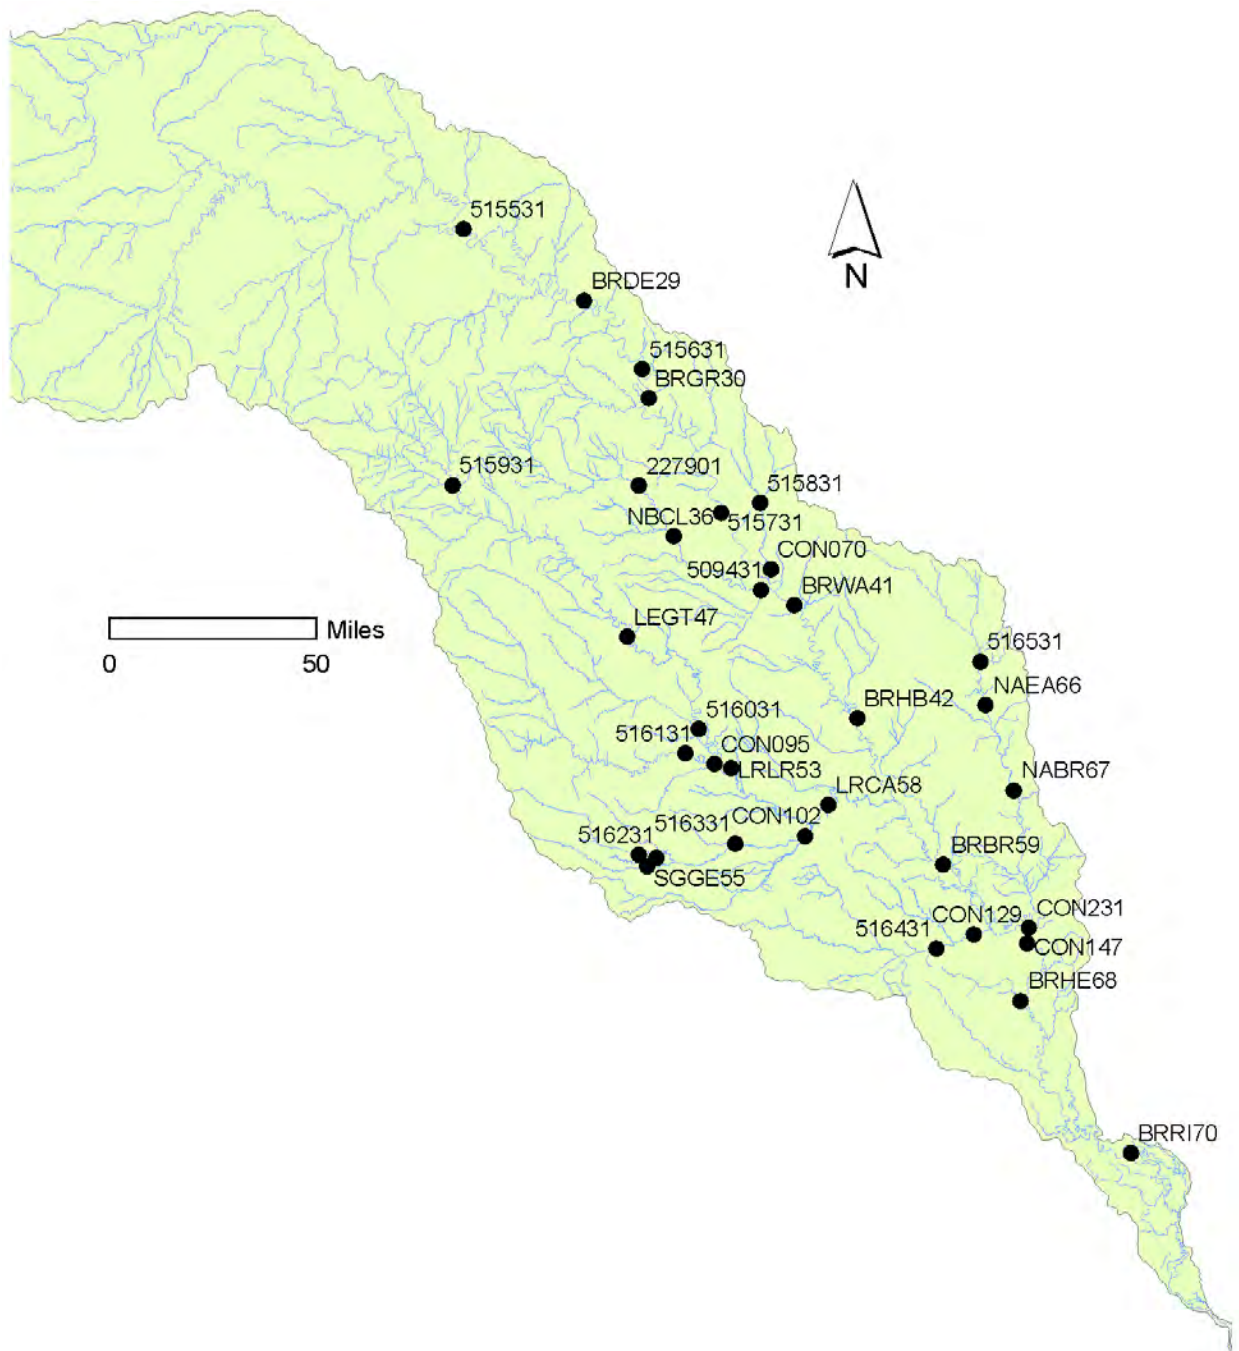 515531
BRDE29
N
515631
BRGR30
515931
227901
515831
NBCL36
515731
CON070
509431
BRWA41
LEGT47
Miles
0 50
516531
NAEA66
BRHB42
516031
516131
CON095
LRLR53
NABR67
LRCA58
CON102
516331
516231
SGGE55
BRBR59
CON231
CON129
516431
CON147
BRHE68
BRRI70